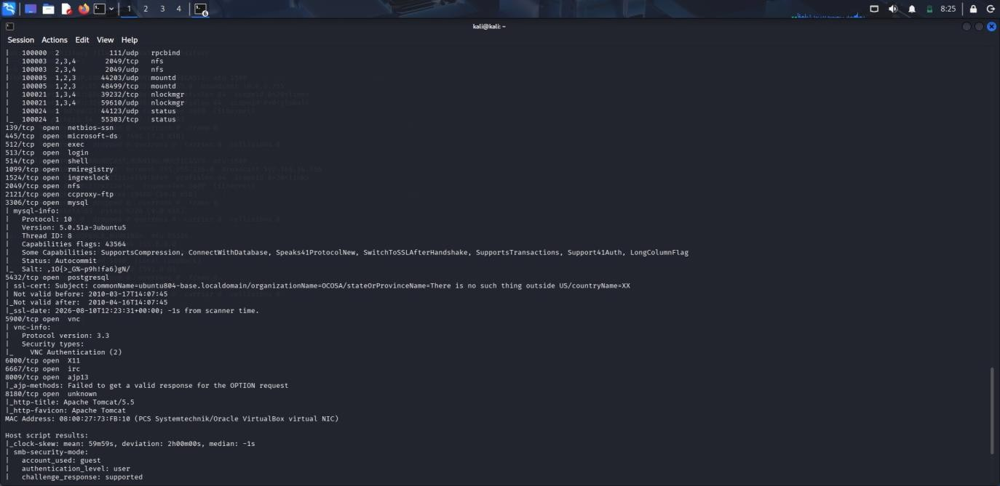 1 2 3 4 6 8:25
kali@kali: ~
Session Actions Edit View Help
|   100000  2            111/udp   rpcbind
|   100003  2,3,4       2049/tcp   nfs
|   100003  2,3,4       2049/udp   nfs
|   100005  1,2,3      44203/udp   mountd
|   100005  1,2,3      48499/tcp   mountd
|   100021  1,3,4      39232/tcp   nlockmgr
|   100021  1,3,4      59610/udp   nlockmgr
|   100024  1          44123/udp   status
|_  100024  1          55303/tcp   status
139/tcp  open  netbios-ssn
445/tcp  open  microsoft-ds
512/tcp  open  exec
513/tcp  open  login
514/tcp  open  shell
1099/tcp open  rmiregistry
1524/tcp open  ingreslock
2049/tcp open  nfs
2121/tcp open  ccproxy-ftp
3306/tcp open  mysql
| mysql-info:
|   Protocol: 10
|   Version: 5.0.51a-3ubuntu5
|   Thread ID: 8
|   Capabilities flags: 43564
|   Some Capabilities: SupportsCompression, ConnectWithDatabase, Speaks41ProtocolNew, SwitchToSSLAfterHandshake, SupportsTransactions, Support41Auth, LongColumnFlag
|   Status: Autocommit
|_  Salt: ,1O{>_G%~p9h!fa6)gN/
5432/tcp open  postgresql
| ssl-cert: Subject: commonName=ubuntu804-base.localdomain/organizationName=OCOSA/stateOrProvinceName=There is no such thing outside US/countryName=XX
| Not valid before: 2010-03-17T14:07:45
|_Not valid after:  2010-04-16T14:07:45
|_ssl-date: 2026-08-10T12:23:31+00:00; -1s from scanner time.
5900/tcp open  vnc
| vnc-info:
|   Protocol version: 3.3
|   Security types:
|_    VNC Authentication (2)
6000/tcp open  X11
6667/tcp open  irc
8009/tcp open  ajp13
|_ajp-methods: Failed to get a valid response for the OPTION request
8180/tcp open  unknown
|_http-title: Apache Tomcat/5.5
|_http-favicon: Apache Tomcat
MAC Address: 08:00:27:73:FB:10 (PCS Systemtechnik/Oracle VirtualBox virtual NIC)
Host script results:
|_clock-skew: mean: 59m59s, deviation: 2h00m00s, median: -1s
| smb-security-mode:
|   account_used: guest
|   authentication_level: user
|   challenge_response: supported